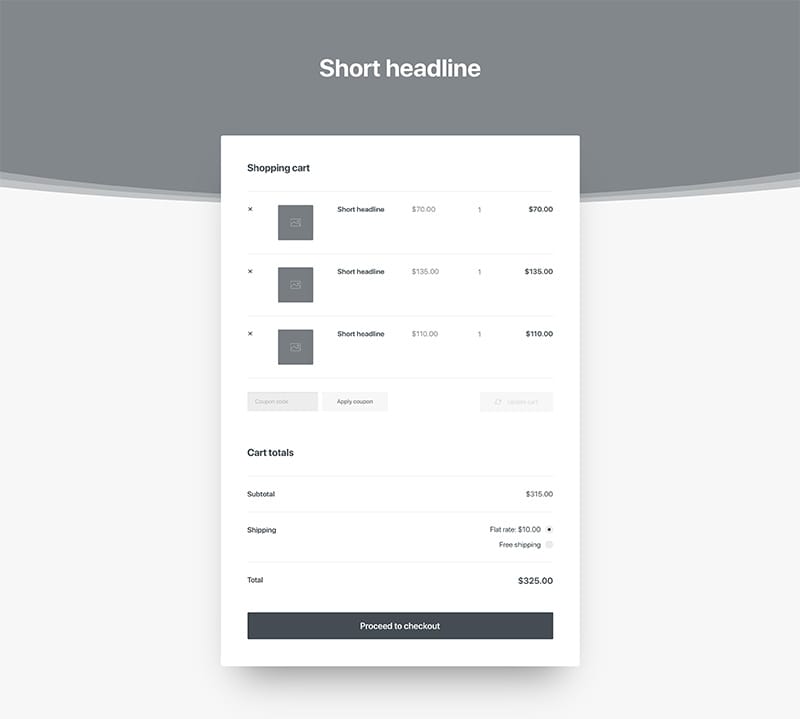 Short headline
Shopping cart
× Short headline $70.00 1 $70.00
× Short headline $135.00 1 $135.00
× Short headline $110.00 1 $110.00
Coupon code Apply coupon Update cart
Cart totals
Subtotal $315.00
Shipping Flat rate: $10.00
Free shipping
Total $325.00
Proceed to checkout